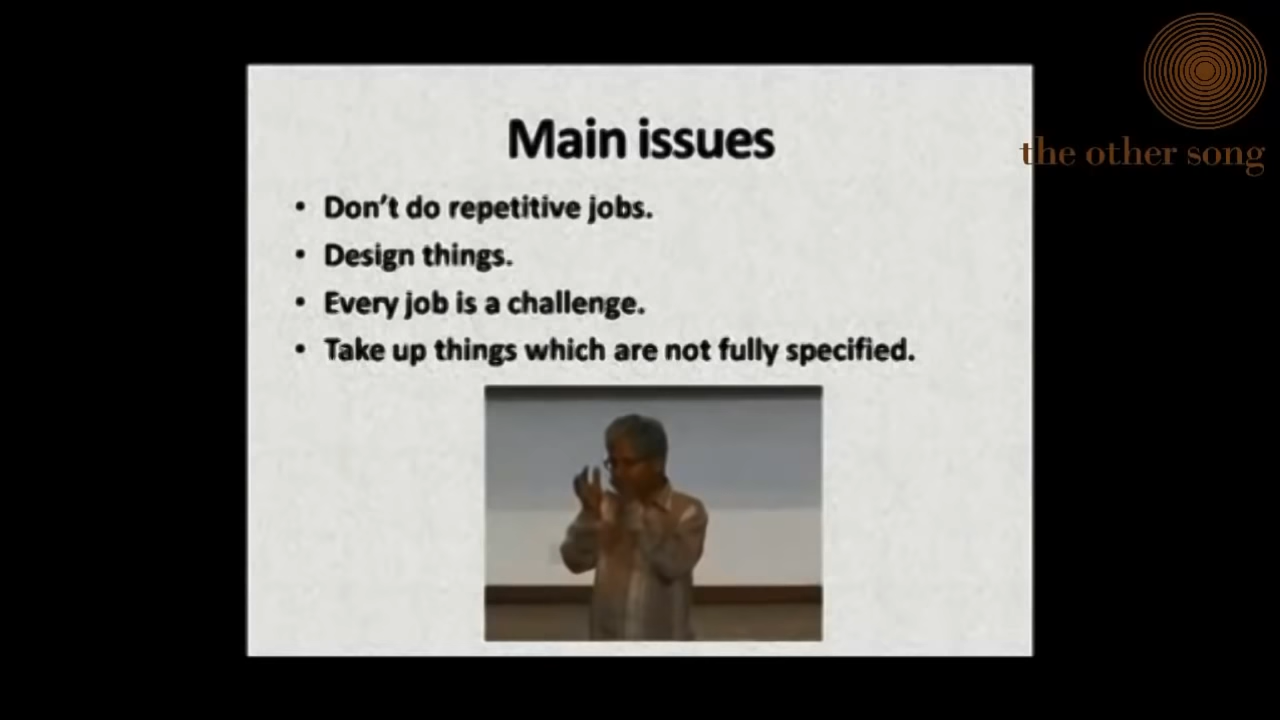 the other song
Main issues
• Don't do repetitive jobs.
• Design things.
• Every job is a challenge.
• Take up things which are not fully specified.